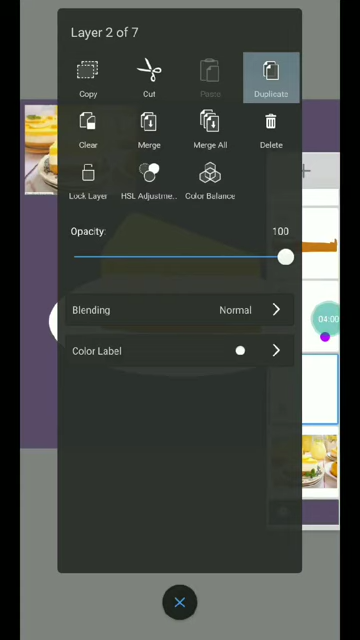 Layer 2 of 7
Copy Cut Paste Duplicate
Clear Merge Merge All Delete
Lock Layer HSL Adjustme... Color Balance
Opacity: 100
Blending Normal
04:00
Color Label